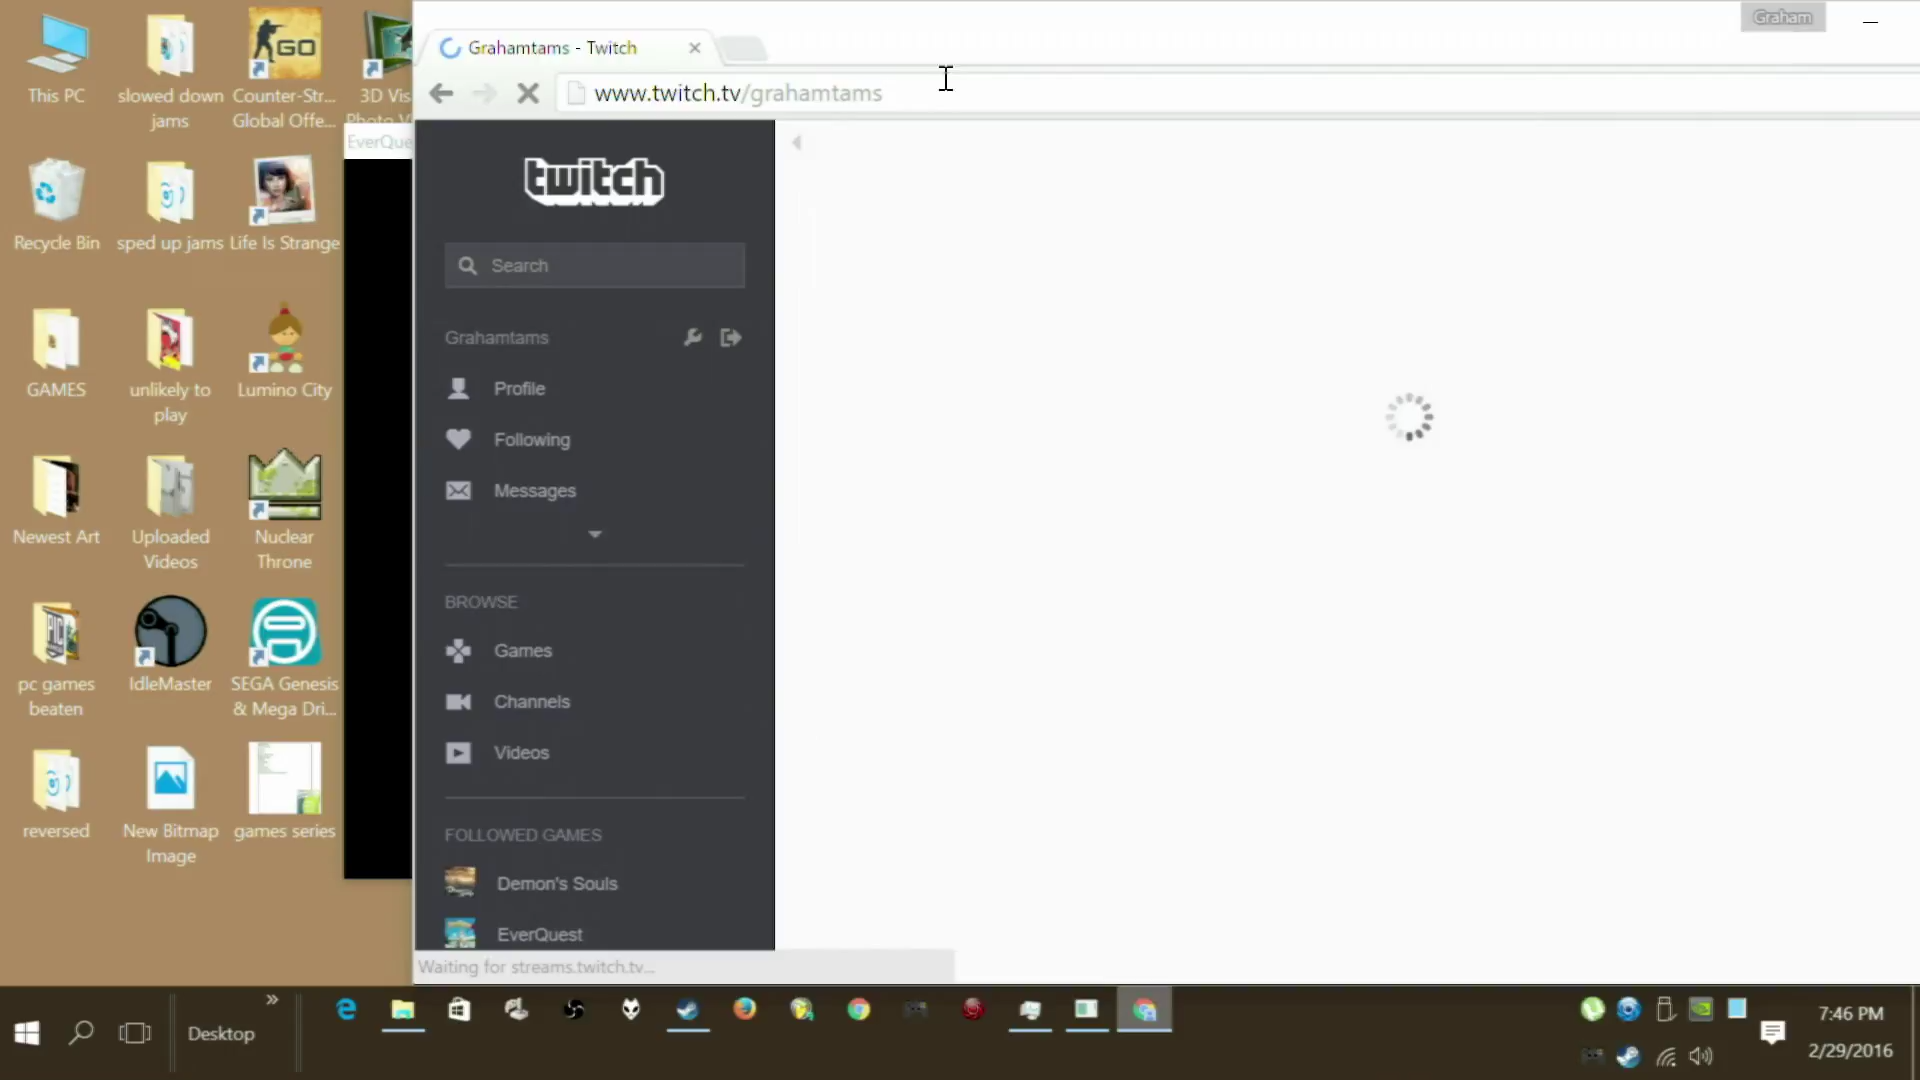 This PC
slowed down
jams
Counter-Str...
Global Offe...
3D Vis
Photo V
Recycle Bin
sped up jams
Life Is Strange
GAMES
unlikely to
play
Lumino City
Newest Art
Uploaded
Videos
Nuclear
Throne
pc games
beaten
IdleMaster
SEGA Genesis
& Mega Dri...
reversed
New Bitmap
Image
games series
GO
EverQue
Graham
Grahamtams - Twitch
www.twitch.tv/grahamtams
twitch
Search
Grahamtams
Profile
Following
Messages
BROWSE
Games
Channels
Videos
FOLLOWED GAMES
Demon's Souls
EverQuest
Waiting for streams.twitch.tv...
Desktop
7:46 PM
2/29/2016